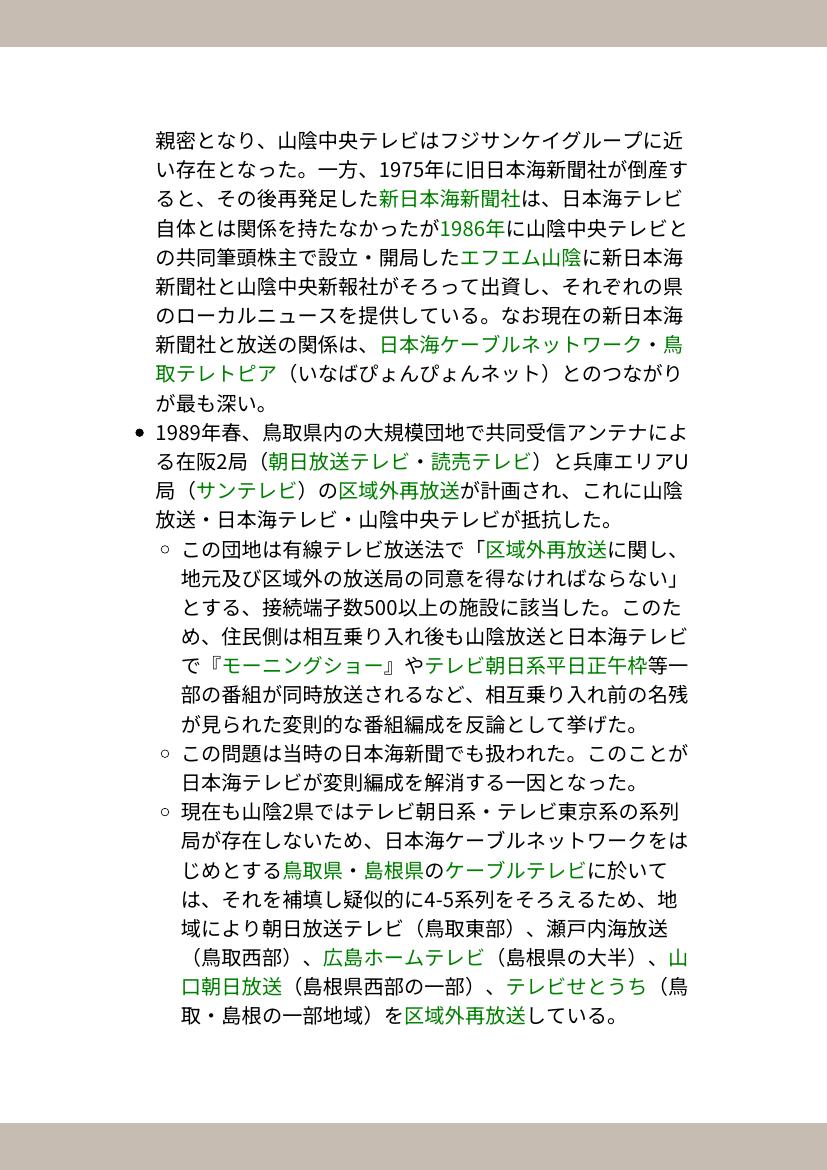 親密となり、山陰中央テレビはフジサンケイグループに近
い存在となった。一方、1975年に旧日本海新聞社が倒産す
ると、その後再発足した新日本海新聞社は、日本海テレビ
自体とは関係を持たなかったが1986年に山陰中央テレビと
の共同筆頭株主で設立・開局したエフエム山陰に新日本海
新聞社と山陰中央新報社がそろって出資し、それぞれの県
のローカルニュースを提供している。なお現在の新日本海
新聞社と放送の関係は、日本海ケーブルネットワーク・鳥
取テレトピア（いなばぴょんぴょんネット）とのつながり
が最も深い。
• 1989年春、鳥取県内の大規模団地で共同受信アンテナによ
る在阪2局（朝日放送テレビ・読売テレビ）と兵庫エリアU
局（サンテレビ）の区域外再放送が計画され、これに山陰
放送・日本海テレビ・山陰中央テレビが抵抗した。
◦ この団地は有線テレビ放送法で「区域外再放送に関し、
地元及び区域外の放送局の同意を得なければならない」
とする、接続端子数500以上の施設に該当した。このた
め、住民側は相互乗り入れ後も山陰放送と日本海テレビ
で『モーニングショー』やテレビ朝日系平日正午枠等一
部の番組が同時放送されるなど、相互乗り入れ前の名残
が見られた変則的な番組編成を反論として挙げた。
◦ この問題は当時の日本海新聞でも扱われた。このことが
日本海テレビが変則編成を解消する一因となった。
◦ 現在も山陰2県ではテレビ朝日系・テレビ東京系の系列
局が存在しないため、日本海ケーブルネットワークをは
じめとする鳥取県・島根県のケーブルテレビに於いて
は、それを補填し疑似的に4-5系列をそろえるため、地
域により朝日放送テレビ（鳥取東部）、瀬戸内海放送
（鳥取西部）、広島ホームテレビ（島根県の大半）、山
口朝日放送（島根県西部の一部）、テレビせとうち（鳥
取・島根の一部地域）を区域外再放送している。